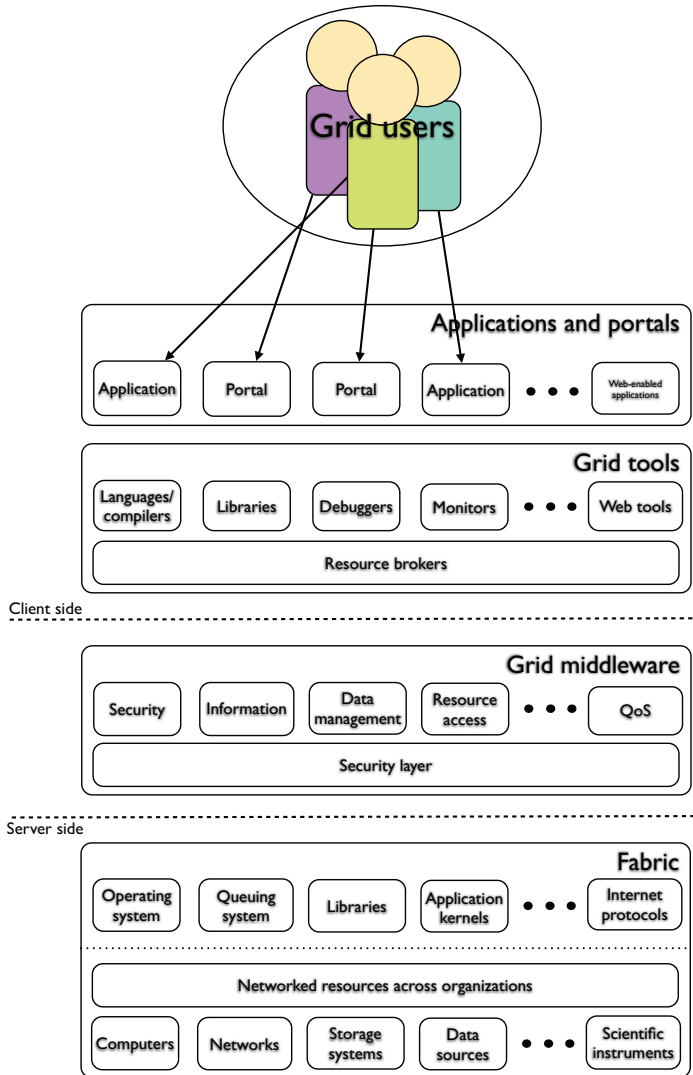 Grid users
Applications and portals
Application
Portal
Portal
Application
Web-enabled
applications
Grid tools
Languages/
compilers
Libraries
Debuggers
Monitors
Web tools
Resource brokers
Client side
Grid middleware
Security
Information
Data
management
Resource
access
QoS
Security layer
Server side
Fabric
Operating
system
Queuing
system
Libraries
Application
kernels
Internet
protocols
Networked resources across organizations
Computers
Networks
Storage
systems
Data
sources
Scientific
instruments